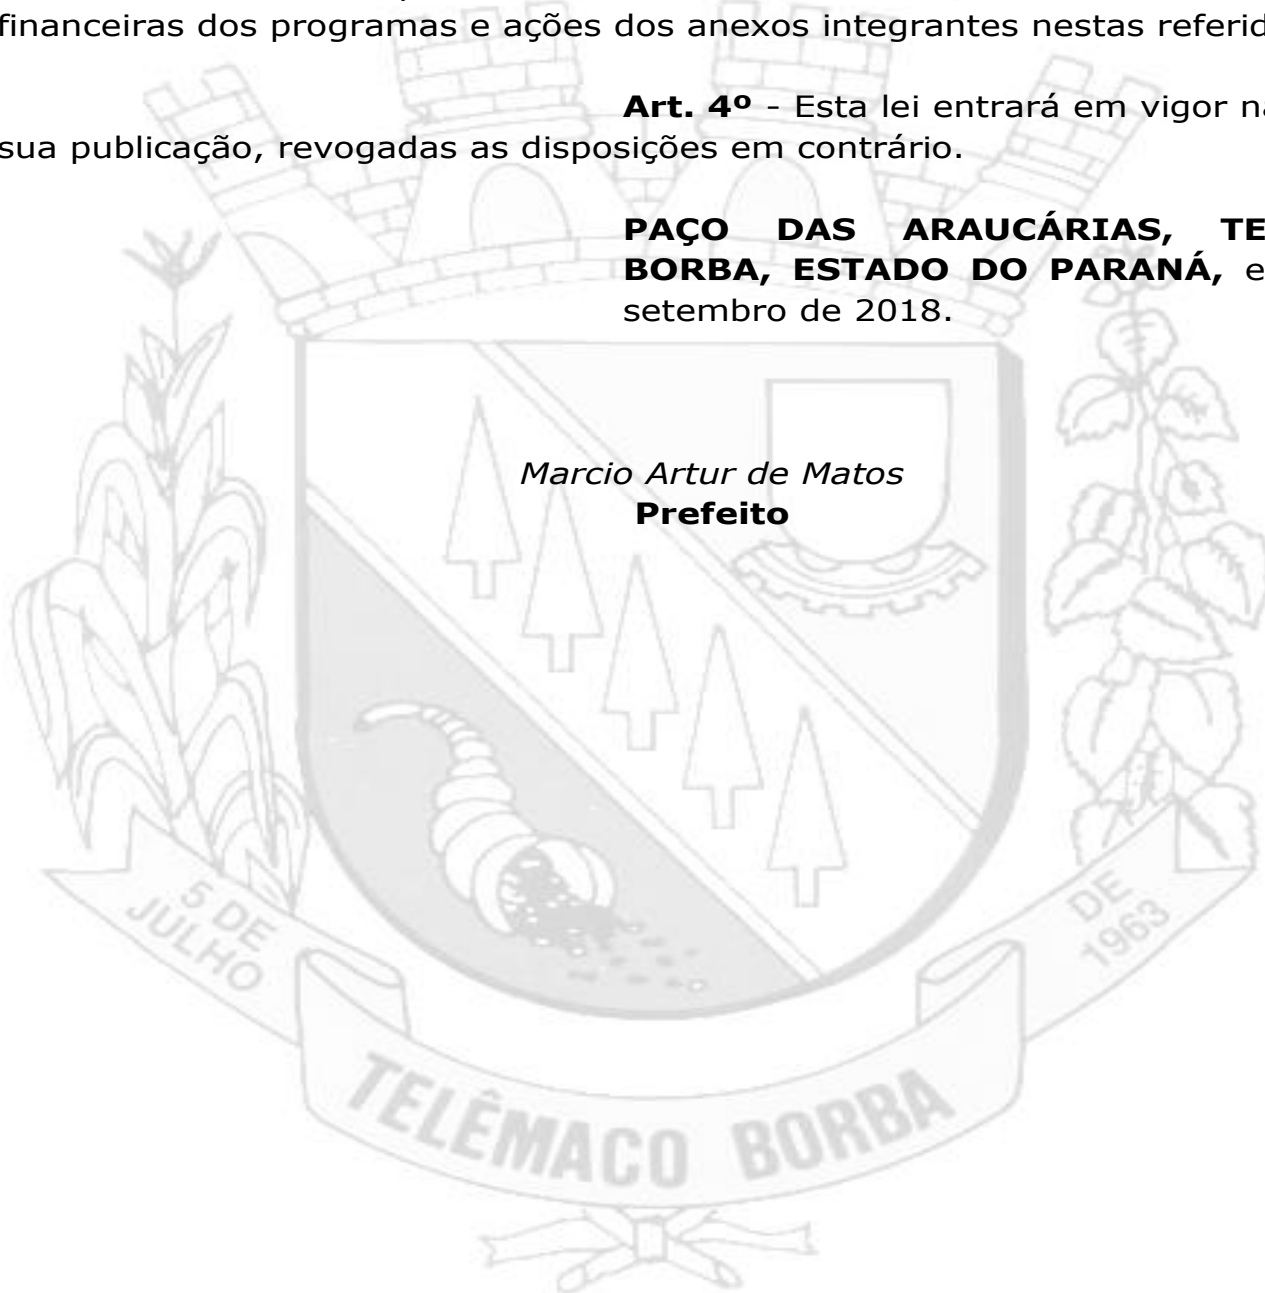 financeiras dos programas e ações dos anexos integrantes nestas referid
Art. 4º - Esta lei entrará em vigor na
sua publicação, revogadas as disposições em contrário.
PAÇO DAS ARAUCÁRIAS, TE
BORBA, ESTADO DO PARANÁ, e
setembro de 2018.
Marcio Artur de Matos
Prefeito
5 DE
JULHO
DE
1963
TELÊMACO BORBA